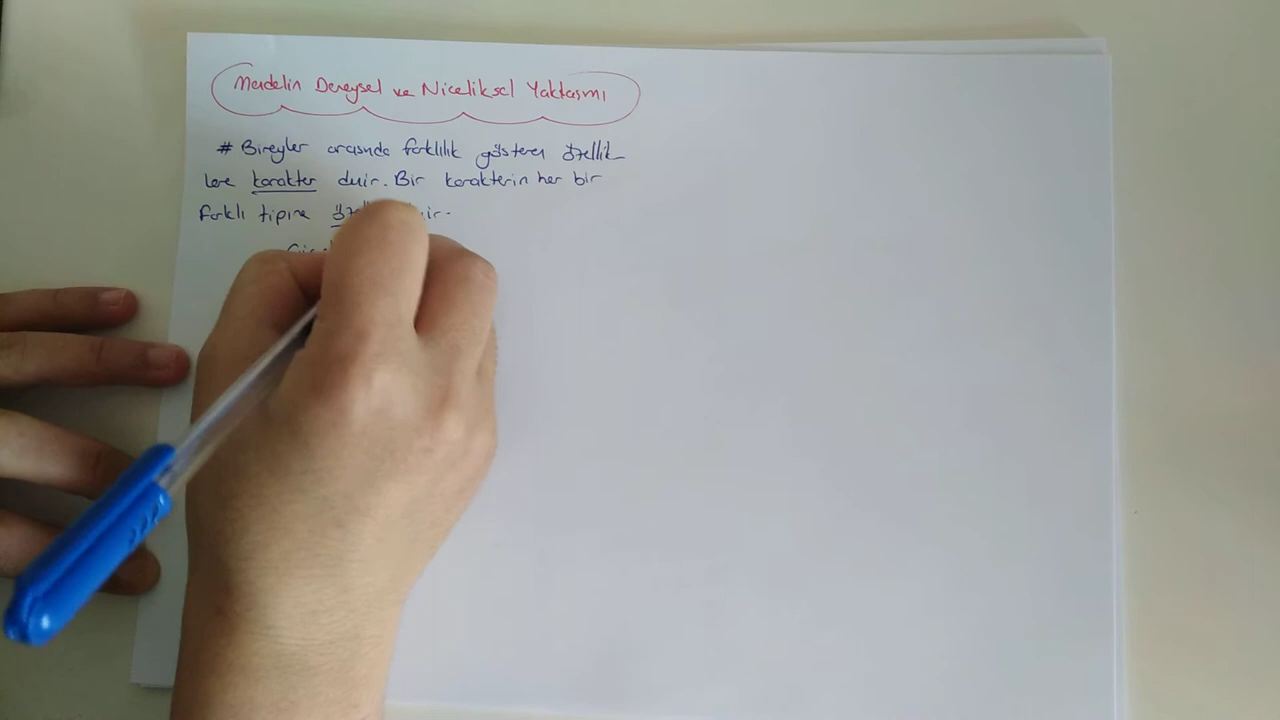 Mendelin Deneysel ve Niceliksel Yaklaşımı
# Bireyler arasında farklılık gösteren özellik
lere karakter denir. Bir karakterin her bir
farklı tipine